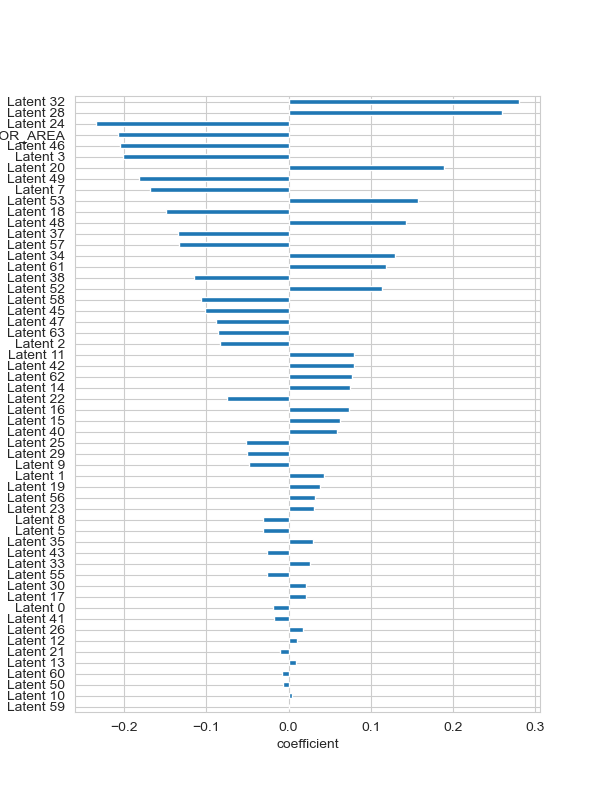 Latent 32
Latent 28
Latent 24
OR_AREA
Latent 46
Latent 3
Latent 20
Latent 49
Latent 7
Latent 53
Latent 18
Latent 48
Latent 37
Latent 57
Latent 34
Latent 61
Latent 38
Latent 52
Latent 58
Latent 45
Latent 47
Latent 63
Latent 2
Latent 11
Latent 42
Latent 62
Latent 14
Latent 22
Latent 16
Latent 15
Latent 40
Latent 25
Latent 29
Latent 9
Latent 1
Latent 19
Latent 56
Latent 23
Latent 8
Latent 5
Latent 35
Latent 43
Latent 33
Latent 55
Latent 30
Latent 17
Latent 0
Latent 41
Latent 26
Latent 12
Latent 21
Latent 13
Latent 60
Latent 50
Latent 10
Latent 59
−0.2 −0.1 0.0 0.1 0.2 0.3
coefficient